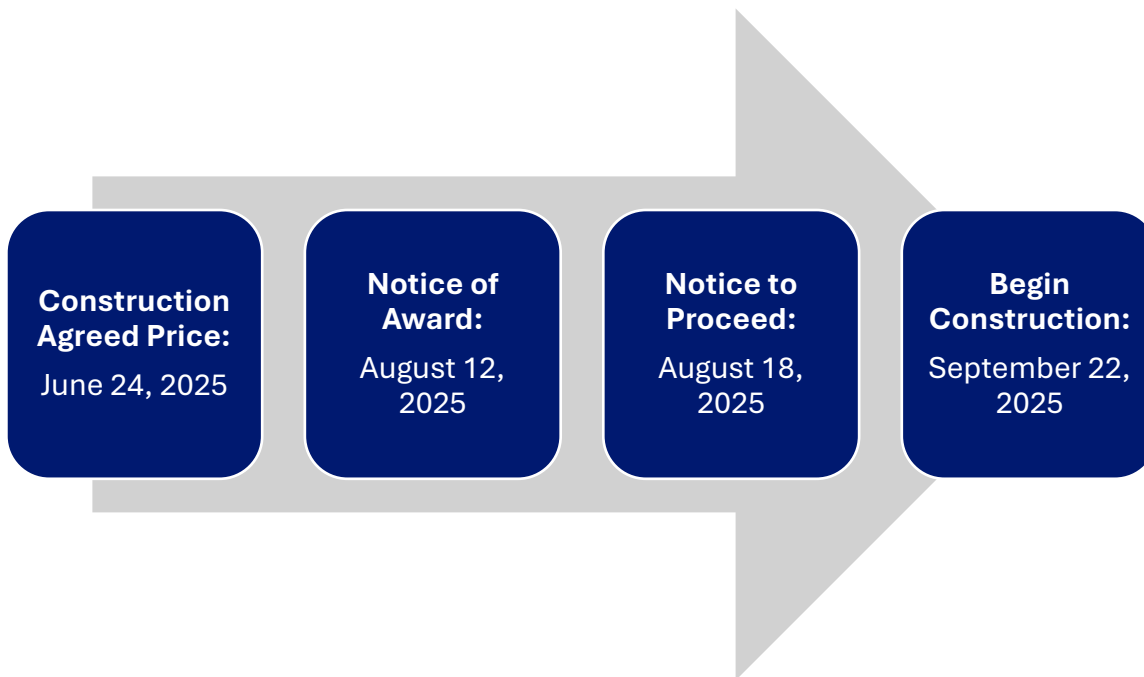 Construction
Agreed Price:
June 24, 2025
Notice of
Award:
August 12,
2025
Notice to
Proceed:
August 18,
2025
Begin
Construction:
September 22,
2025